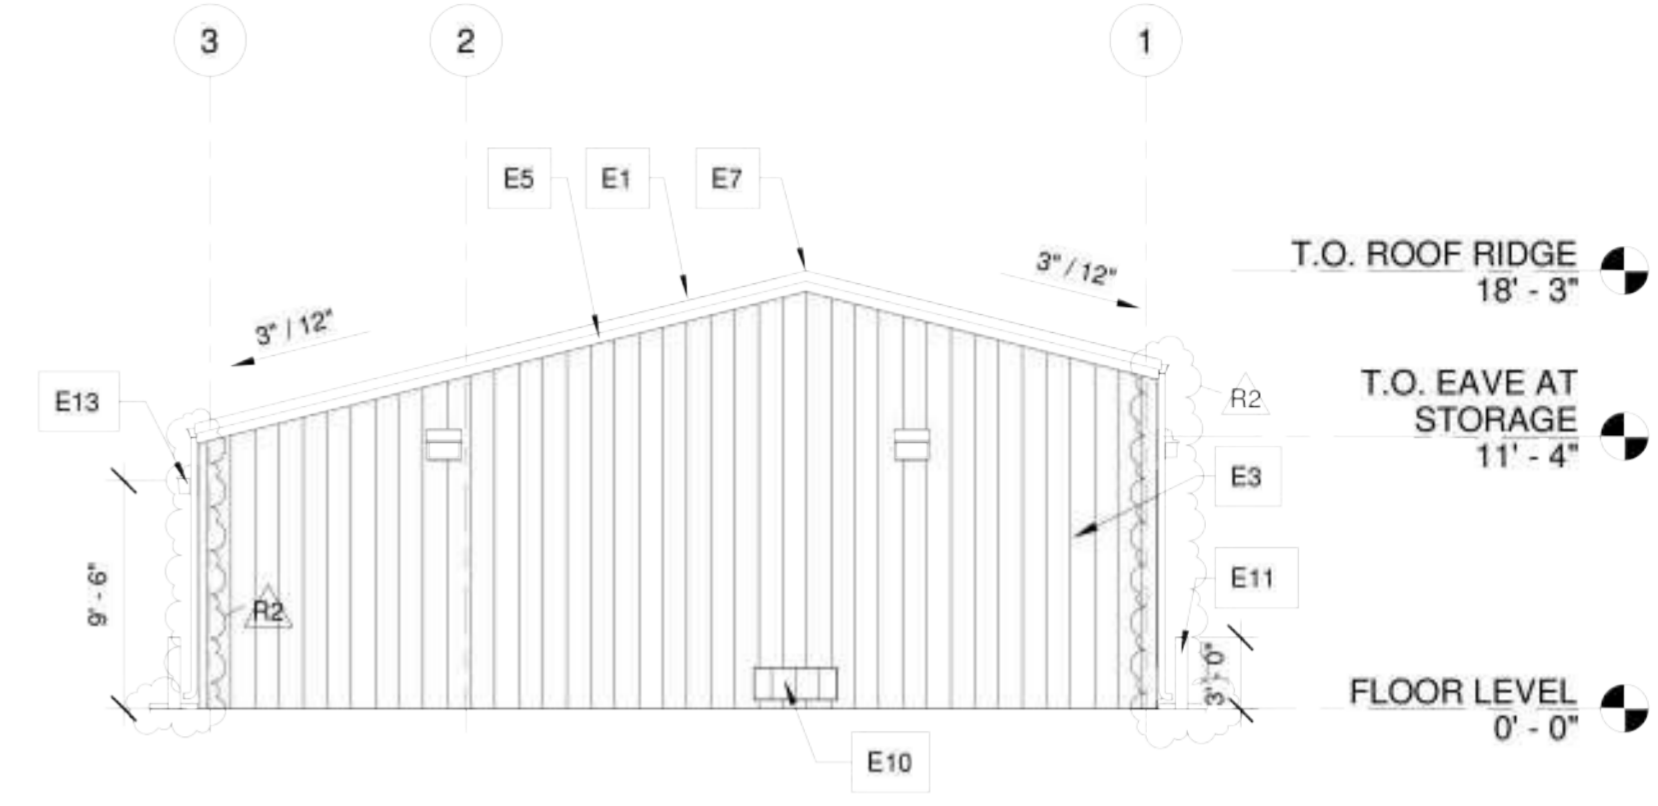 3
2
1
E5
E1
E7
3" / 12"
3" / 12"
T.O. ROOF RIDGE
18' - 3"
E13
R2
T.O. EAVE AT
STORAGE
11' - 4"
E3
E11
9' - 6"
R2
3' - 0"
FLOOR LEVEL
0' - 0"
E10